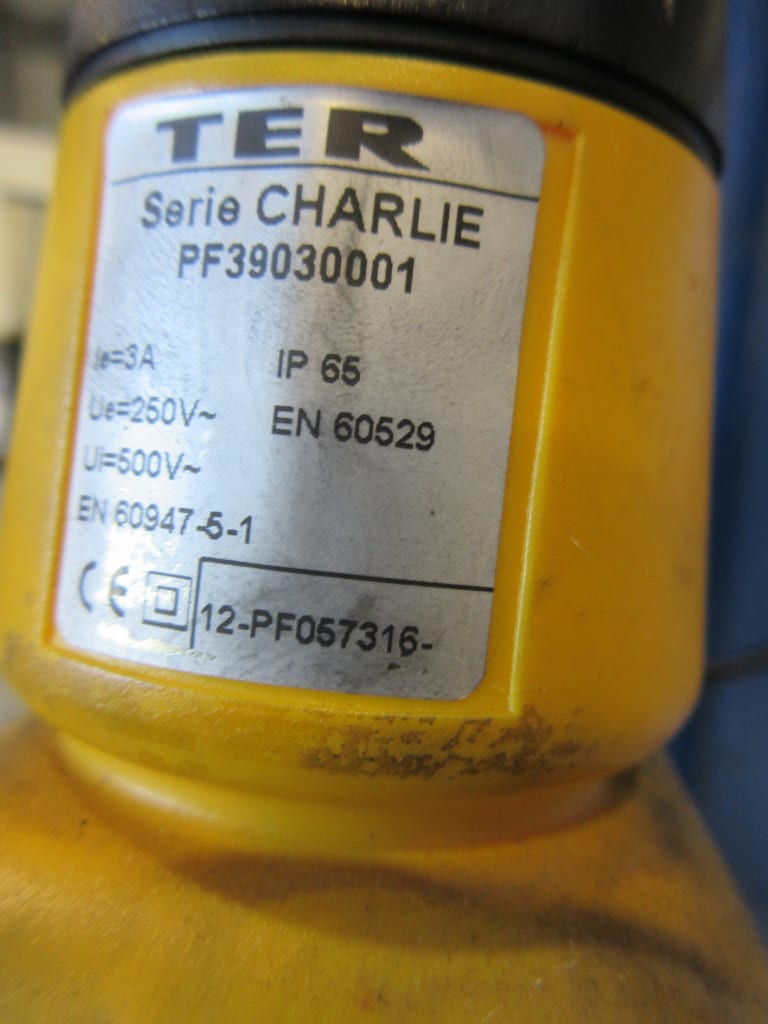 TER
Serie CHARLIE
PF39030001
Ie=3A
IP 65
Ue=250V~
EN 60529
Ui=500V~
EN 60947-5-1
CE
12-PF057316-